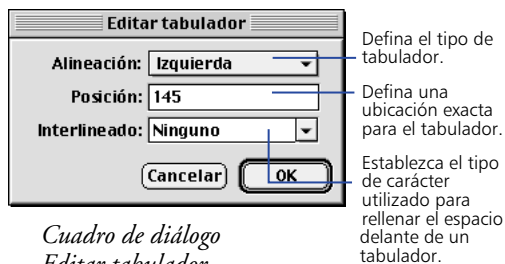 Editar tabulador
Alineación: Izquierda
Posición: 145
Interlineado: Ninguno
Cancelar OK
Defina el tipo de
tabulador.
Defina una
ubicación exacta
para el tabulador.
Establezca el tipo
de carácter
utilizado para
rellenar el espacio
delante de un
tabulador.
Cuadro de diálogo
Editar tabulador